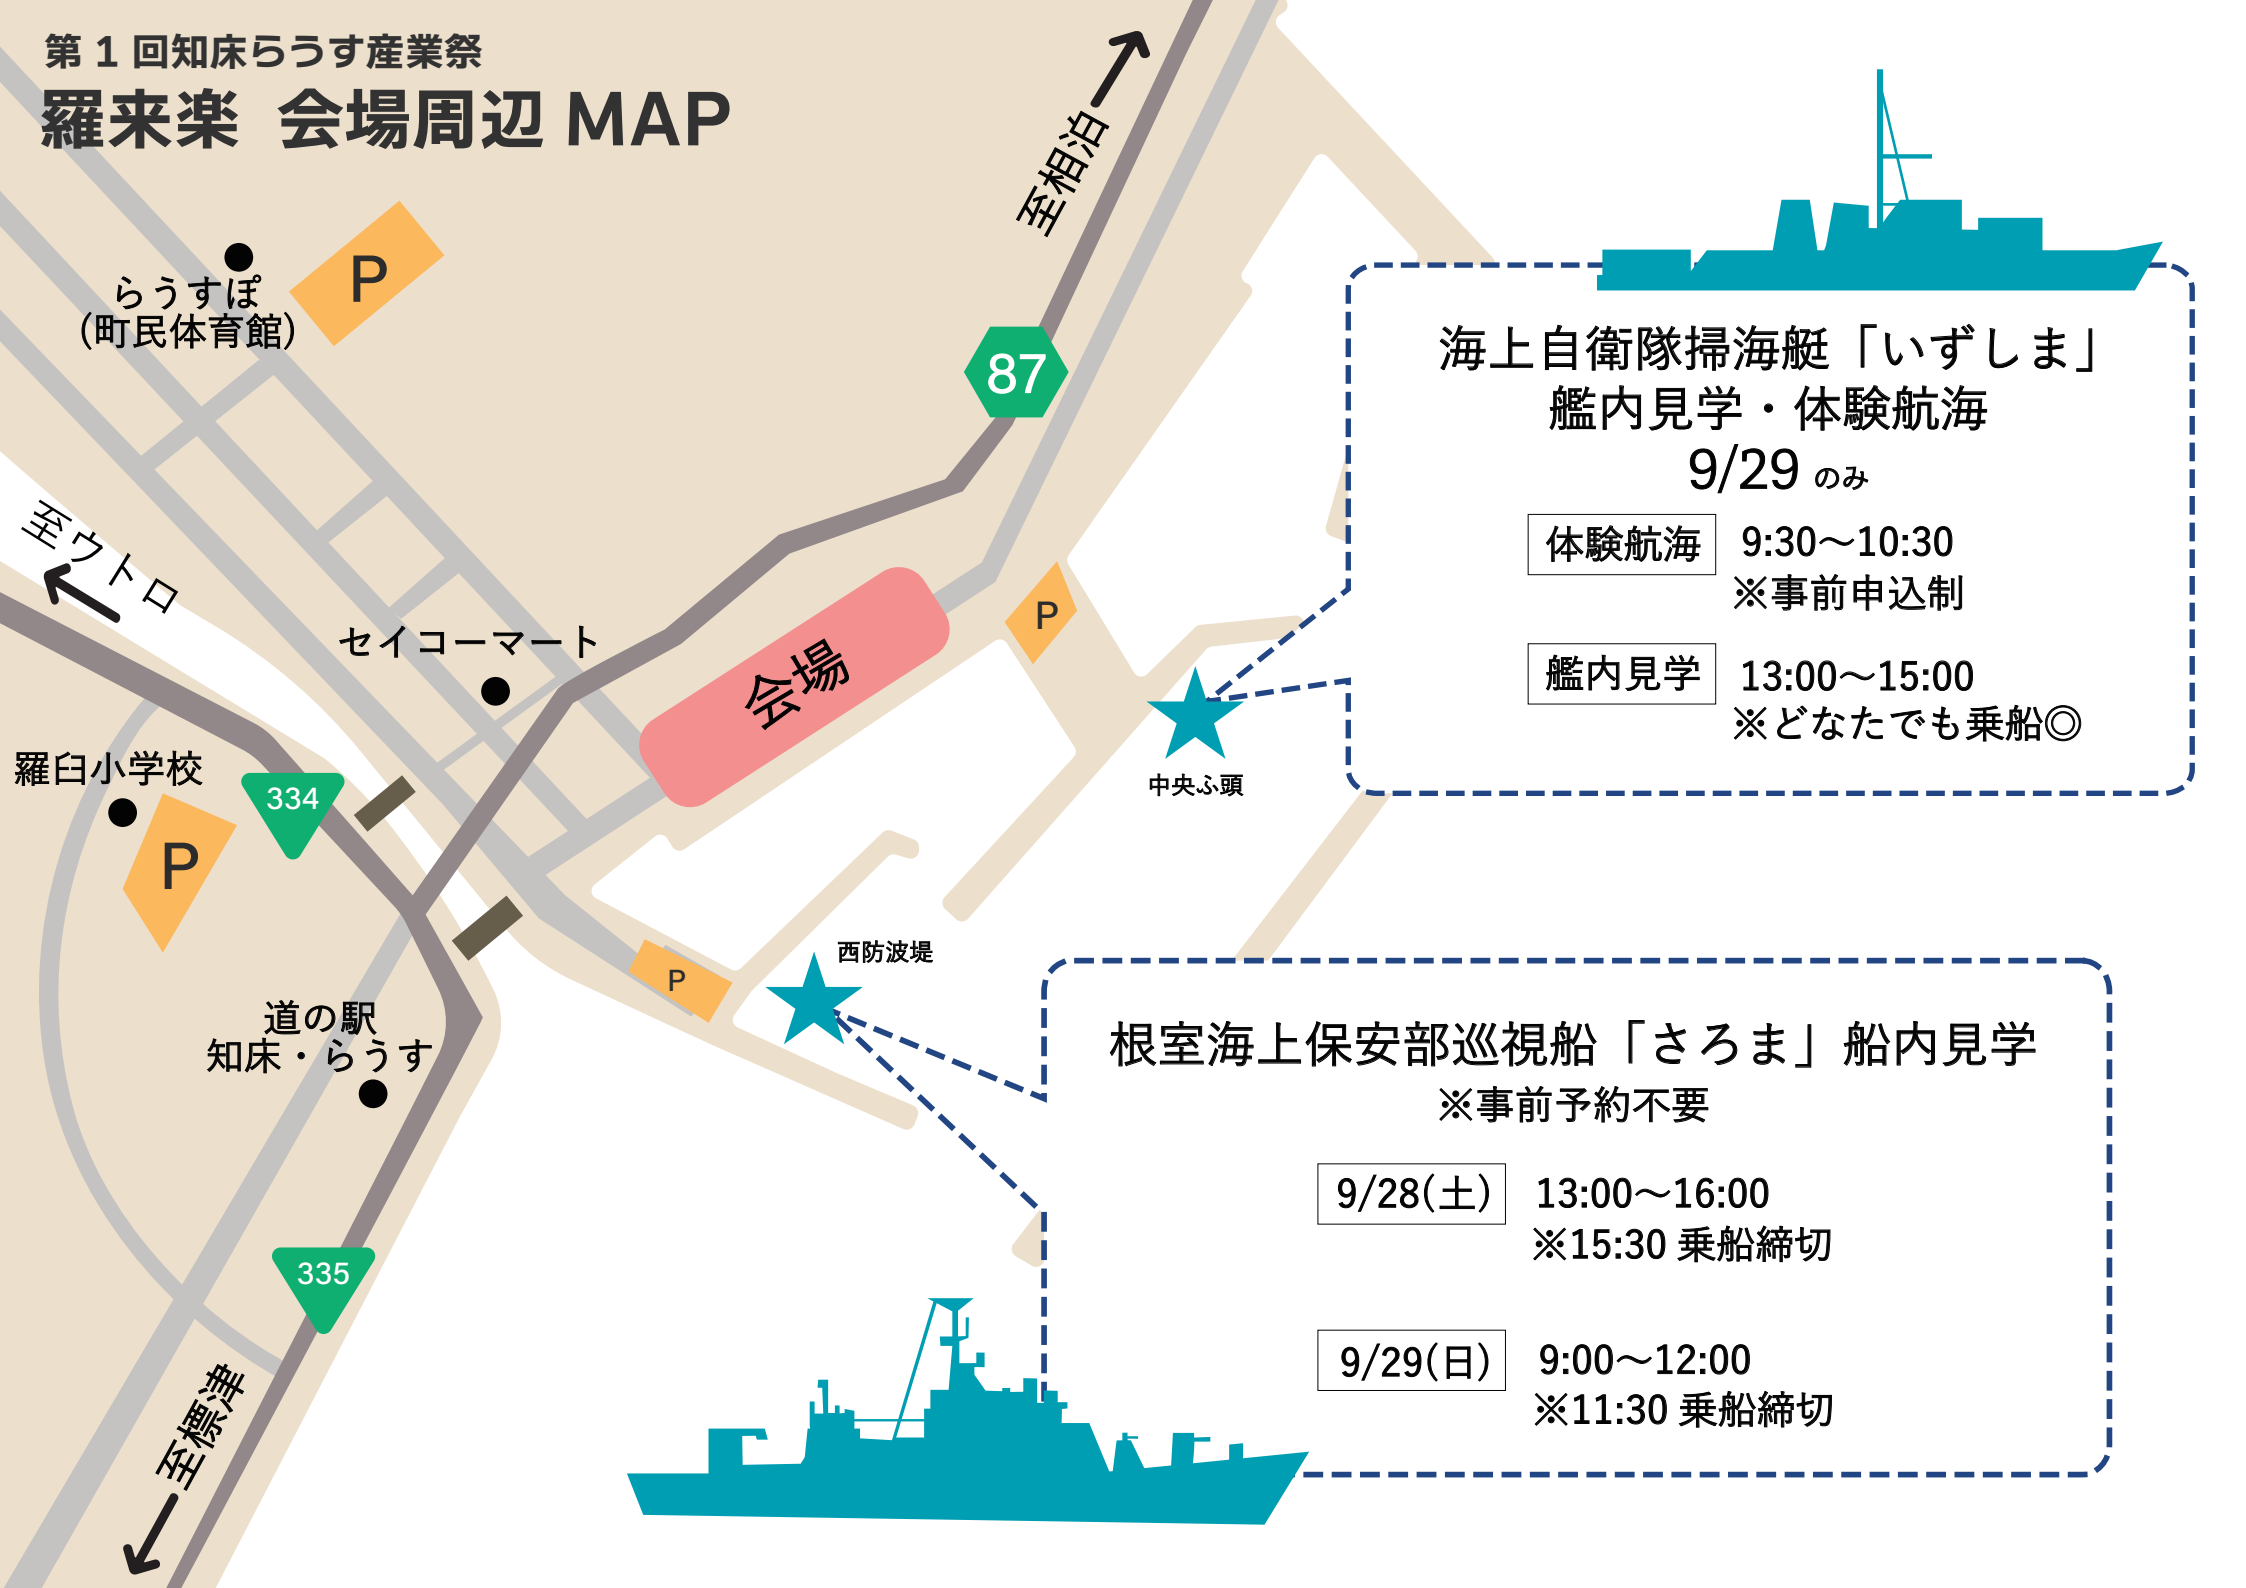 第1回知床らうす産業祭
羅来楽 会場周辺MAP
至相泊
P
らうすぽ
(町民体育館)
87
至ウトロ
セイコーマート
会場
P
羅臼小学校
334
P
道の駅
知床・らうす
335
至標津
P
中央ふ頭
西防波堤
海上自衛隊掃海艇「いずしま」
艦内見学・体験航海
9/29 のみ
体験航海 9:30〜10:30
※事前申込制
艦内見学 13:00〜15:00
※どなたでも乗船◎
根室海上保安部巡視船「さろま」船内見学
※事前予約不要
9/28(土) 13:00〜16:00
※15:30 乗船締切
9/29(日) 9:00〜12:00
※11:30 乗船締切